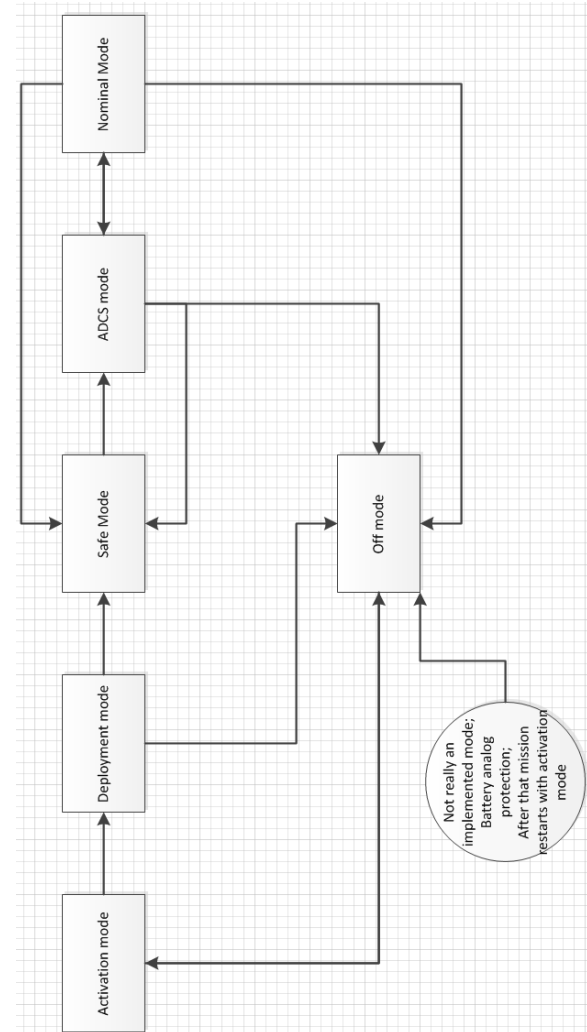 Activation mode
Deployment mode
Safe Mode
ADCS mode
Nominal Mode
Off mode
Not really an
implemented mode;
Battery analog
protection;
After that mission
restarts with activation
mode